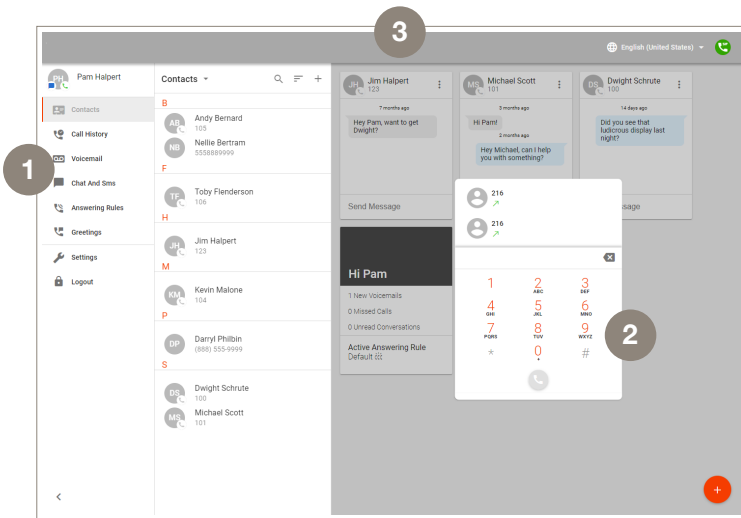 3
English (United States)
PH
Pam Halpert
Contacts
Call History
1
Voicemail
Chat And Sms
Answering Rules
Greetings
Settings
Logout
Contacts
B
AB
Andy Bernard
105
NB
Nellie Bertram
5558889999
F
TF
Toby Flenderson
106
H
JH
Jim Halpert
123
M
KM
Kevin Malone
104
P
DP
Darryl Philbin
(888) 555-9999
S
DS
Dwight Schrute
100
MS
Michael Scott
101
JH
Jim Halpert
123
7 months ago
Hey Pam, want to get
Dwight?
Send Message
MS
Michael Scott
101
3 months ago
Hi Pam!
2 months ago
Hey Michael, can I help
you with something?
DS
Dwight Schrute
100
14 days ago
Did you see that
ludicrous display last
night?
ssage
Hi Pam
1 New Voicemails
0 Missed Calls
0 Unread Conversations
Active Answering Rule
Default
216
216
1 2 3
ABC DEF
4 5 6
GHI JKL MNO
7 8 9
PQRS TUV WXYZ
* 0 #
2
+